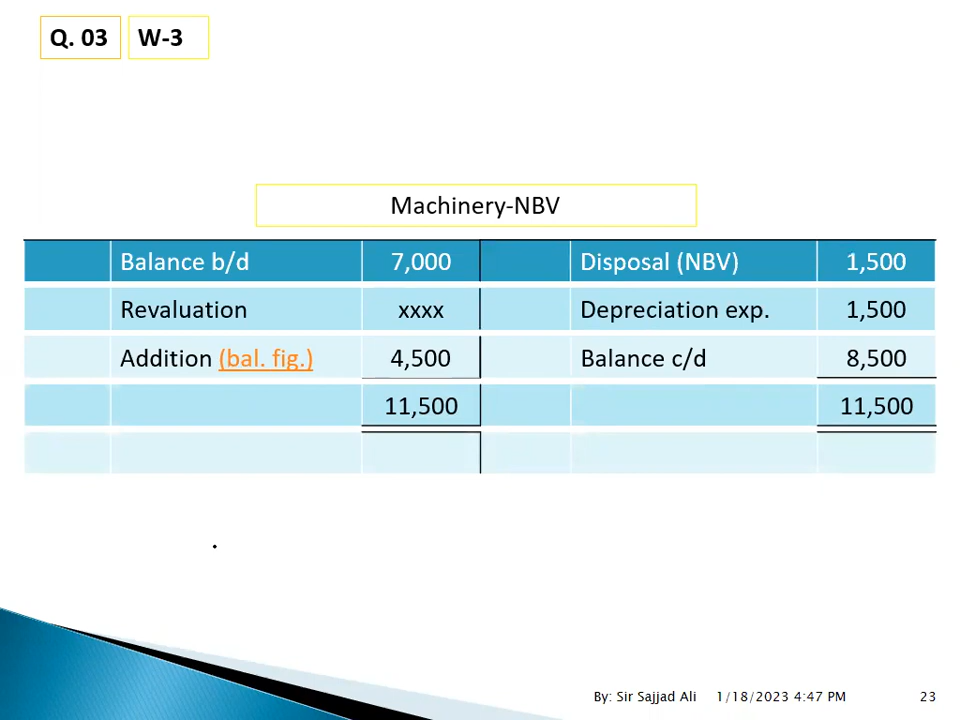 Q. 03 W-3
Machinery-NBV
Balance b/d 7,000 Disposal (NBV) 1,500
Revaluation xxxx Depreciation exp. 1,500
Addition (bal. fig.) 4,500 Balance c/d 8,500
11,500 11,500
By: Sir Sajjad Ali 1/18/2023 4:47 PM 23